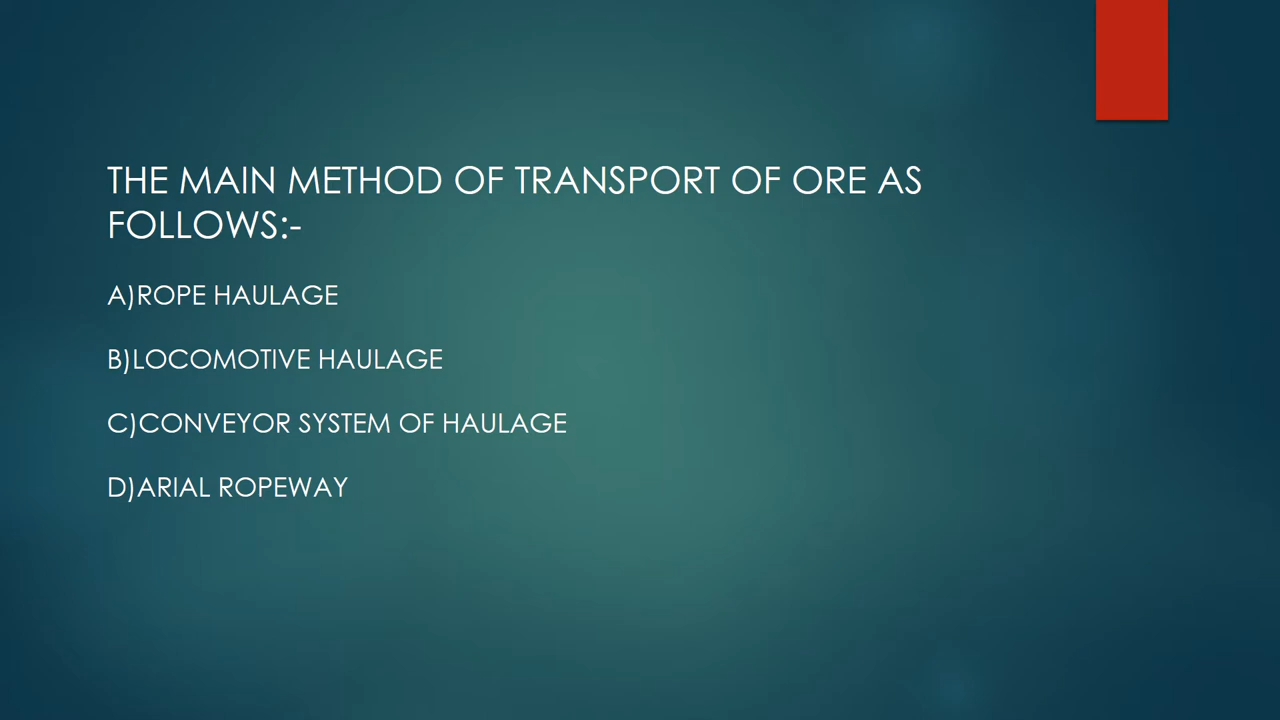 THE MAIN METHOD OF TRANSPORT OF ORE AS
FOLLOWS:-
A)ROPE HAULAGE
B)LOCOMOTIVE HAULAGE
C)CONVEYOR SYSTEM OF HAULAGE
D)ARIAL ROPEWAY